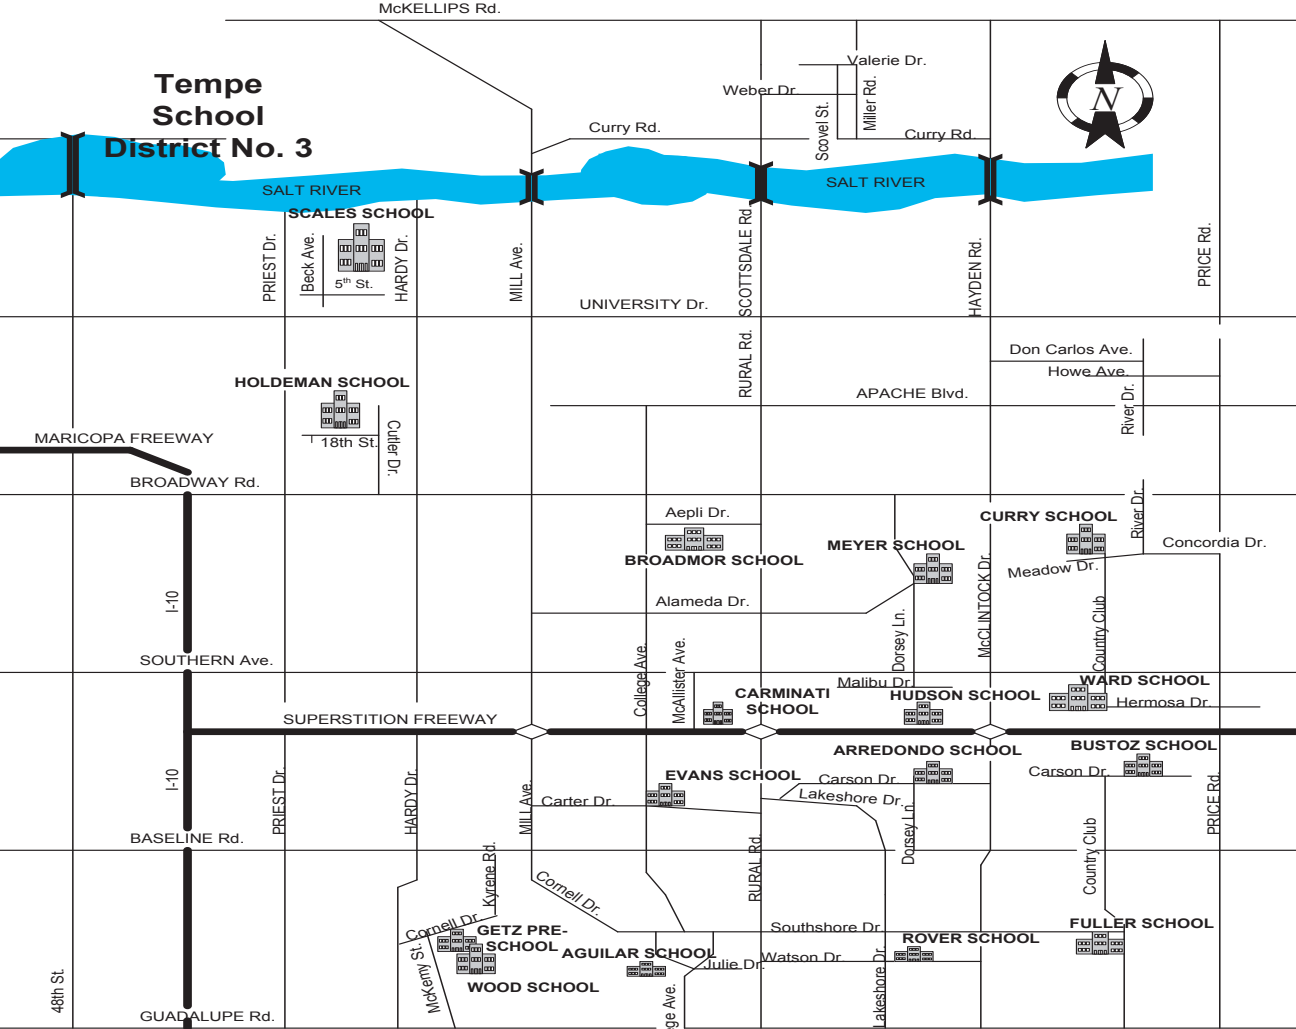 McKELLIPS Rd.
Valerie Dr.
Tempe
School
District No. 3
Weber Dr.
Miller Rd.
Scovel St.
Curry Rd.
Curry Rd.
N
SALT RIVER
SALT RIVER
SCALES SCHOOL
PRIEST Dr.
Beck Ave.
5th St.
HARDY Dr.
MILL Ave.
SCOTTSDALE Rd.
HAYDEN Rd.
PRICE Rd.
UNIVERSITY Dr.
RURAL Rd.
Don Carlos Ave.
Howe Ave.
River Dr.
HOLDEMAN SCHOOL
APACHE Blvd.
18th St.
Cutler Dr.
MARICOPA FREEWAY
BROADWAY Rd.
Aepli Dr.
BROADMOR SCHOOL
MEYER SCHOOL
CURRY SCHOOL
River Dr.
Concordia Dr.
Meadow Dr.
McCLINTOCK Dr.
Country Club
I-10
Alameda Dr.
Dorsey Ln.
SOUTHERN Ave.
College Ave.
McAllister Ave.
Malibu Dr.
CARMINATI
SCHOOL
HUDSON SCHOOL
WARD SCHOOL
Hermosa Dr.
SUPERSTITION FREEWAY
ARREDONDO SCHOOL
BUSTOZ SCHOOL
I-10
PRIEST Dr.
HARDY Dr.
MILL Ave.
EVANS SCHOOL
Carson Dr.
Carson Dr.
Carter Dr.
Lakeshore Dr.
Dorsey Ln.
PRICE Rd.
BASELINE Rd.
RURAL Rd.
Country Club
Kyrene Rd.
Cornell Dr.
Cornell Dr.
GETZ PRE-
SCHOOL
Southshore Dr.
FULLER SCHOOL
AGUILAR SCHOOL
ROVER SCHOOL
Julie Dr.
Watson Dr.
McKemy St.
WOOD SCHOOL
48th St.
ge Ave.
Lakeshore Dr.
GUADALUPE Rd.